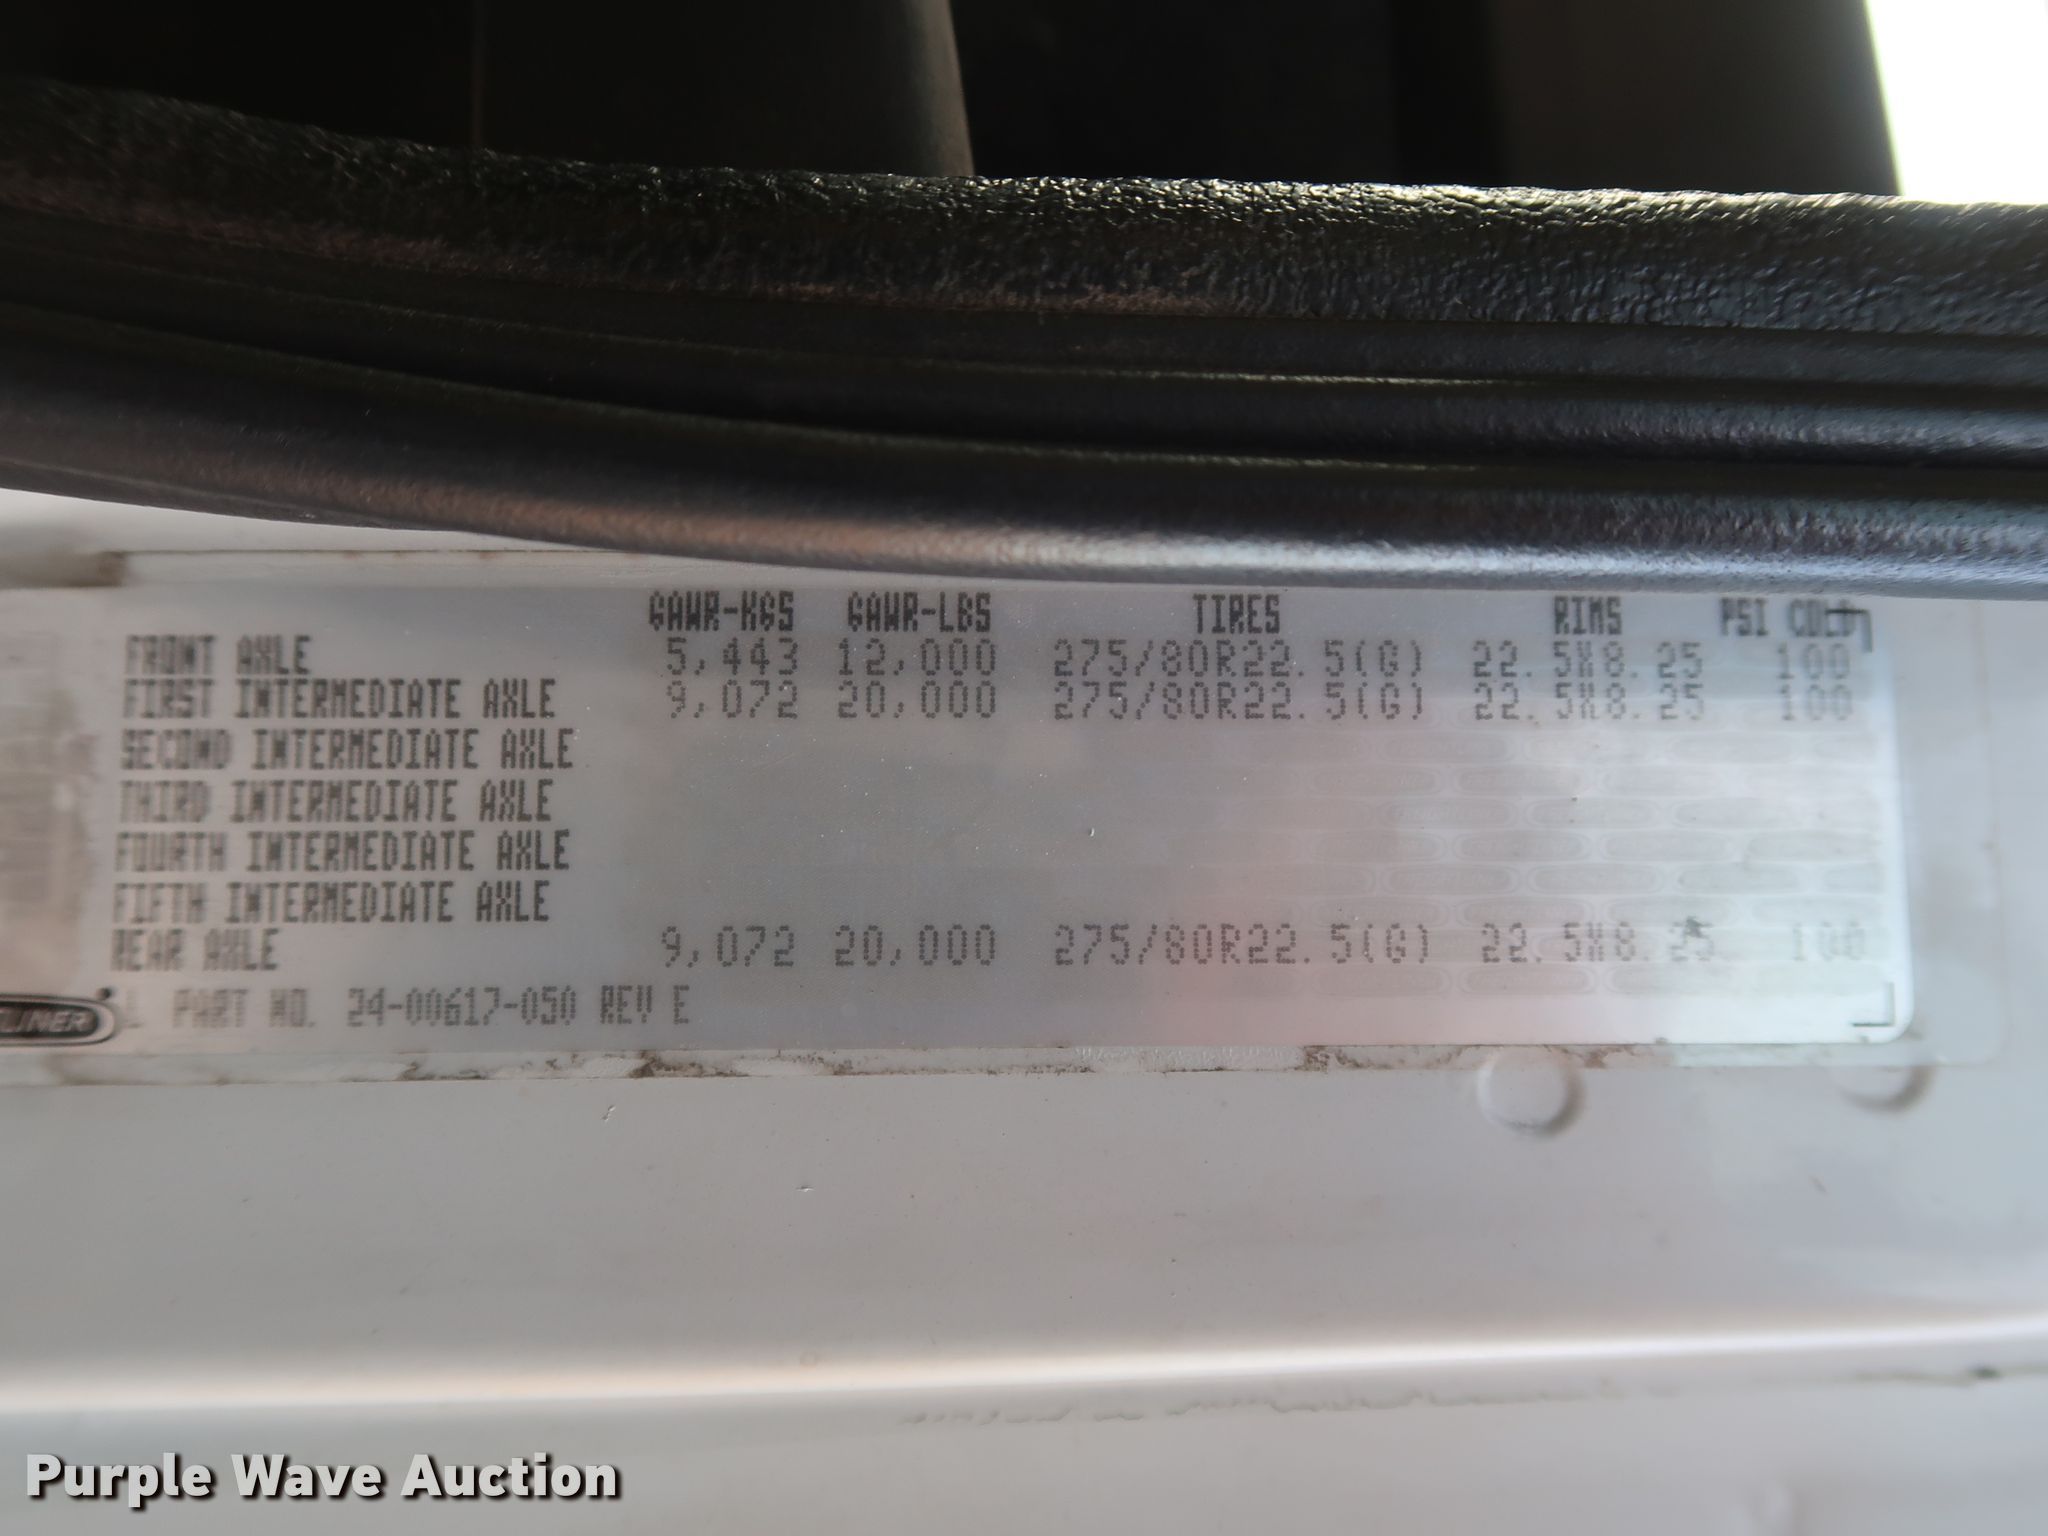 GAWR-KGS GAWR-LBS TIRES RIMS PSI COLD
FRONT AXLE 5,443 12,000 275/80R22.5(G) 22.5X8.25 100
FIRST INTERMEDIATE AXLE 9,072 20,000 275/80R22.5(G) 22.5X8.25 100
SECOND INTERMEDIATE AXLE
THIRD INTERMEDIATE AXLE
FOURTH INTERMEDIATE AXLE
FIFTH INTERMEDIATE AXLE
REAR AXLE 9,072 20,000 275/80R22.5(G) 22.5X8.25 100
LINER PART NO. 24-00617-050 REV E
Purple Wave Auction